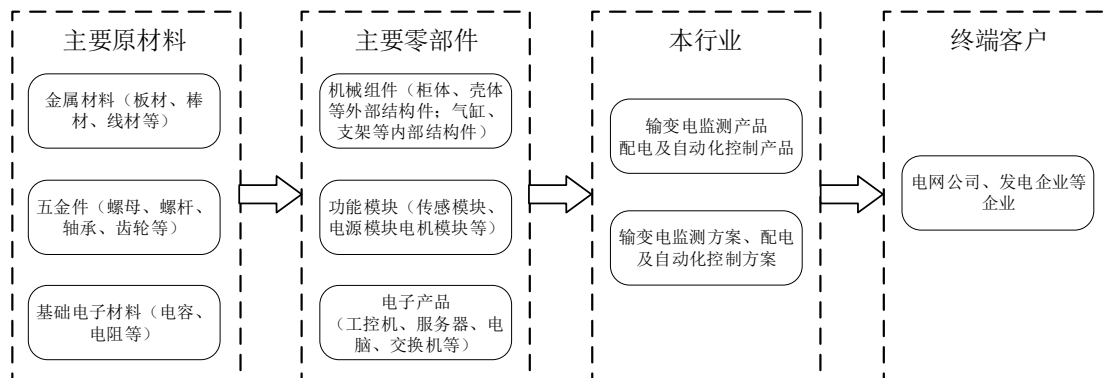 主要原材料
金属材料（板材、棒
材、线材等）
五金件（螺母、螺杆、
轴承、齿轮等）
基础电子材料（电容、
电阻等）
主要零部件
机械组件（柜体、壳体
等外部结构件；气缸、
支架等内部结构件）
功能模块（传感模块、
电源模块电机模块等）
电子产品
（工控机、服务器、电
脑、交换机等）
本行业
输变电监测产品
配电及自动化控制产品
输变电监测方案、配电
及自动化控制方案
终端客户
电网公司、发电企业等
企业